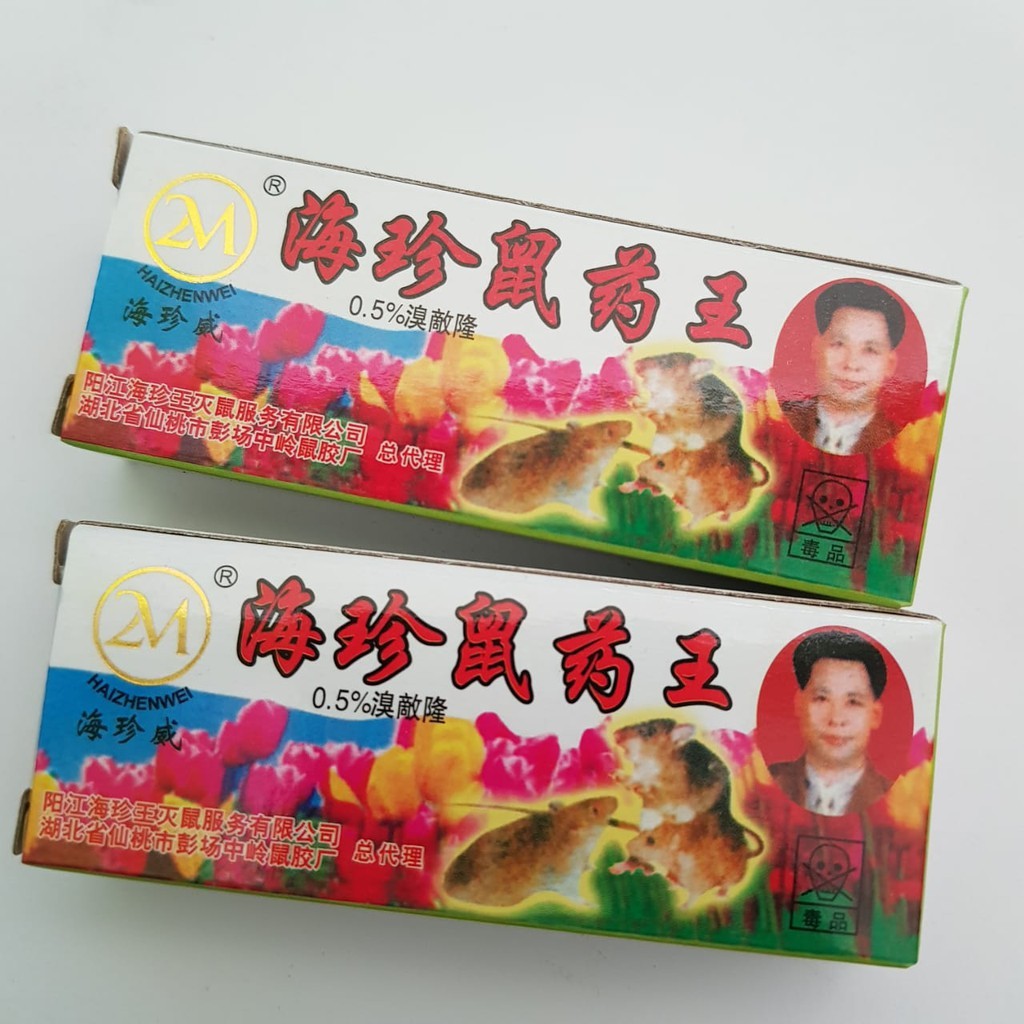 2M
®
海珍鼠药王
HAIZHENWEI
海珍威
0.5%溴敵隆
阳江海珍王灭鼠服务有限公司
湖北省仙桃市彭场中岭鼠胶厂 总代理
毒品
2M
®
海珍鼠药王
HAIZHENWEI
海珍威
0.5%溴敵隆
阳江海珍王灭鼠服务有限公司
湖北省仙桃市彭场中岭鼠胶厂 总代理
毒品